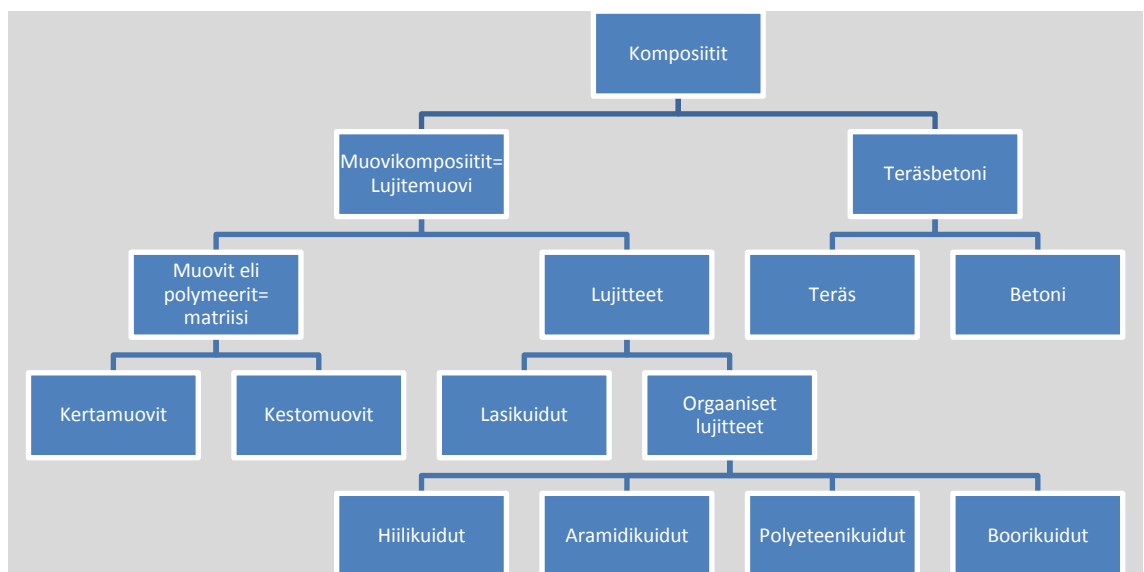 Komposiitit
Muovikomposiitit=
Lujitemuovi
Teräsbetoni
Muovit eli
polymeerit=
matriisi
Lujitteet
Teräs
Betoni
Kertamuovit
Kestomuovit
Lasikuidut
Orgaaniset
lujitteet
Hiilikuidut
Aramidikuidut
Polyeteenikuidut
Boorikuidut